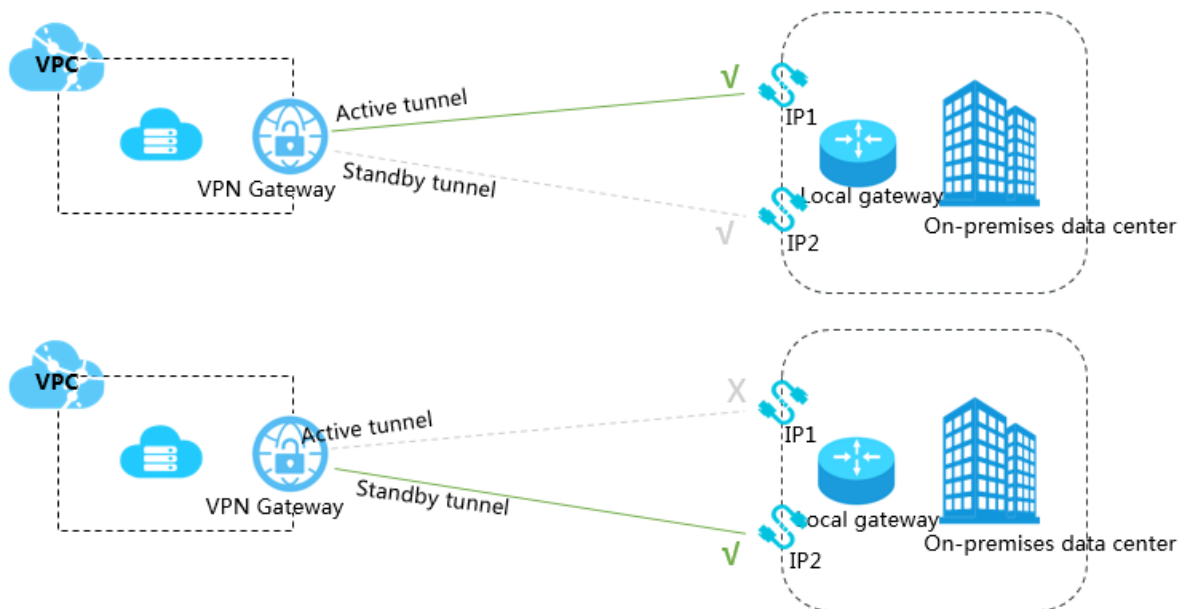 VPC
Active tunnel
√
IP1
VPN Gateway
Standby tunnel
Local gateway
√
IP2
On-premises data center
VPC
X
Active tunnel
IP1
VPN Gateway
Standby tunnel
Local gateway
√
IP2
On-premises data center